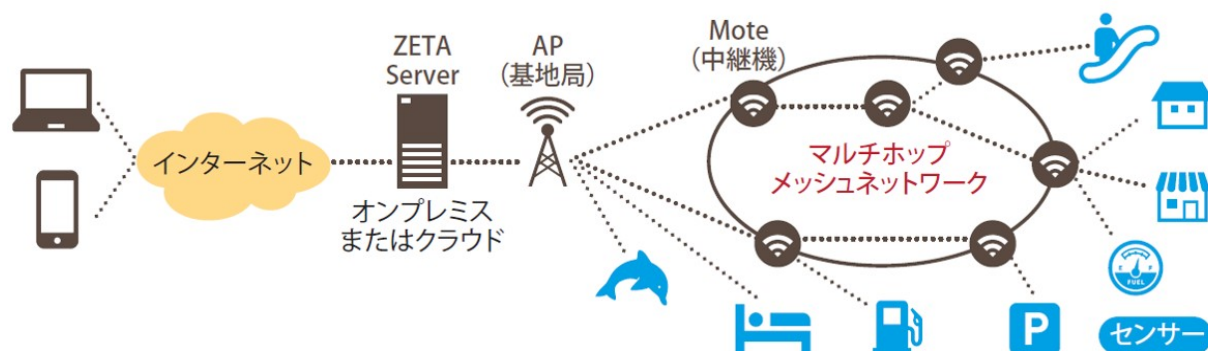 インターネット
ZETA
Server
オンプレミス
またはクラウド
AP
(基地局)
Mote
(中継機)
マルチホップ
メッシュネットワーク
E
F
FUEL
P
センサー